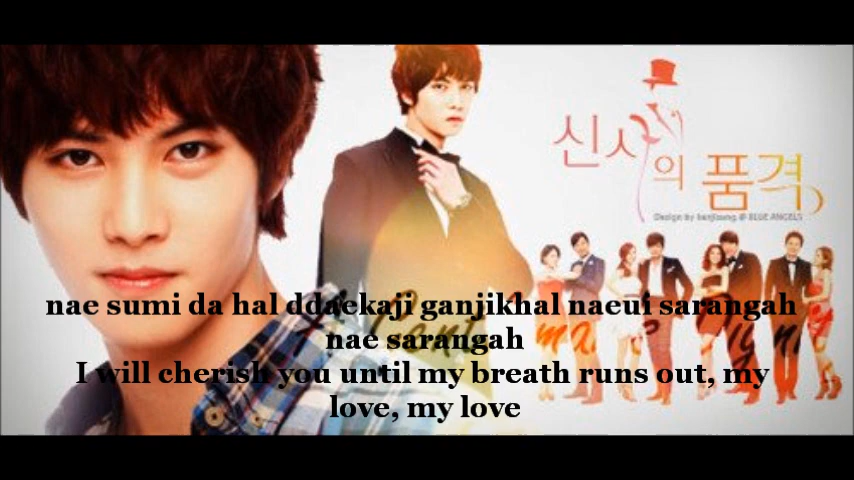 신사의 품격
Design by benjisung @ BLUE ANGELS
nae sumi da hal ddaekaji ganjikhal naeui sarangah
nae sarangah
I will cherish you until my breath runs out, my
love, my love